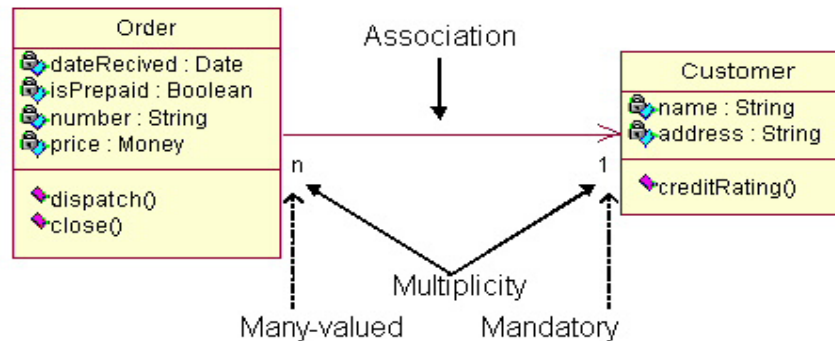 Order
dateRecived : Date
isPrepaid : Boolean
number : String
price : Money
dispatch()
close()
Association
Customer
name : String
address : String
creditRating()
n
1
Multiplicity
Many-valued
Mandatory